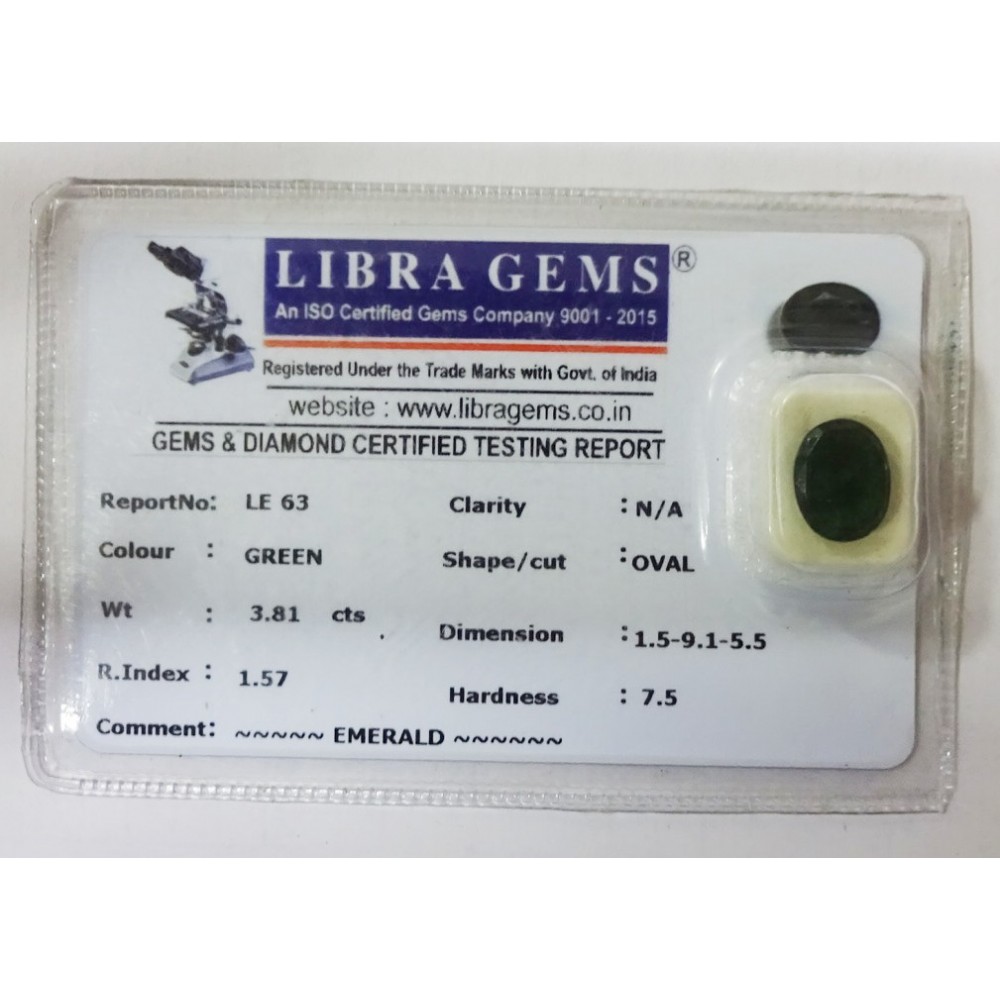 LIBRA GEMS ®
An ISO Certified Gems Company 9001 - 2015
Registered Under the Trade Marks with Govt. of India
website : www.libragems.co.in
GEMS & DIAMOND CERTIFIED TESTING REPORT
ReportNo: LE 63 Clarity : N/A
Colour : GREEN Shape/cut : OVAL
Wt : 3.81 cts . Dimension : 1.5-9.1-5.5
R.Index : 1.57 Hardness : 7.5
Comment: ~~~~~ EMERALD ~~~~~~